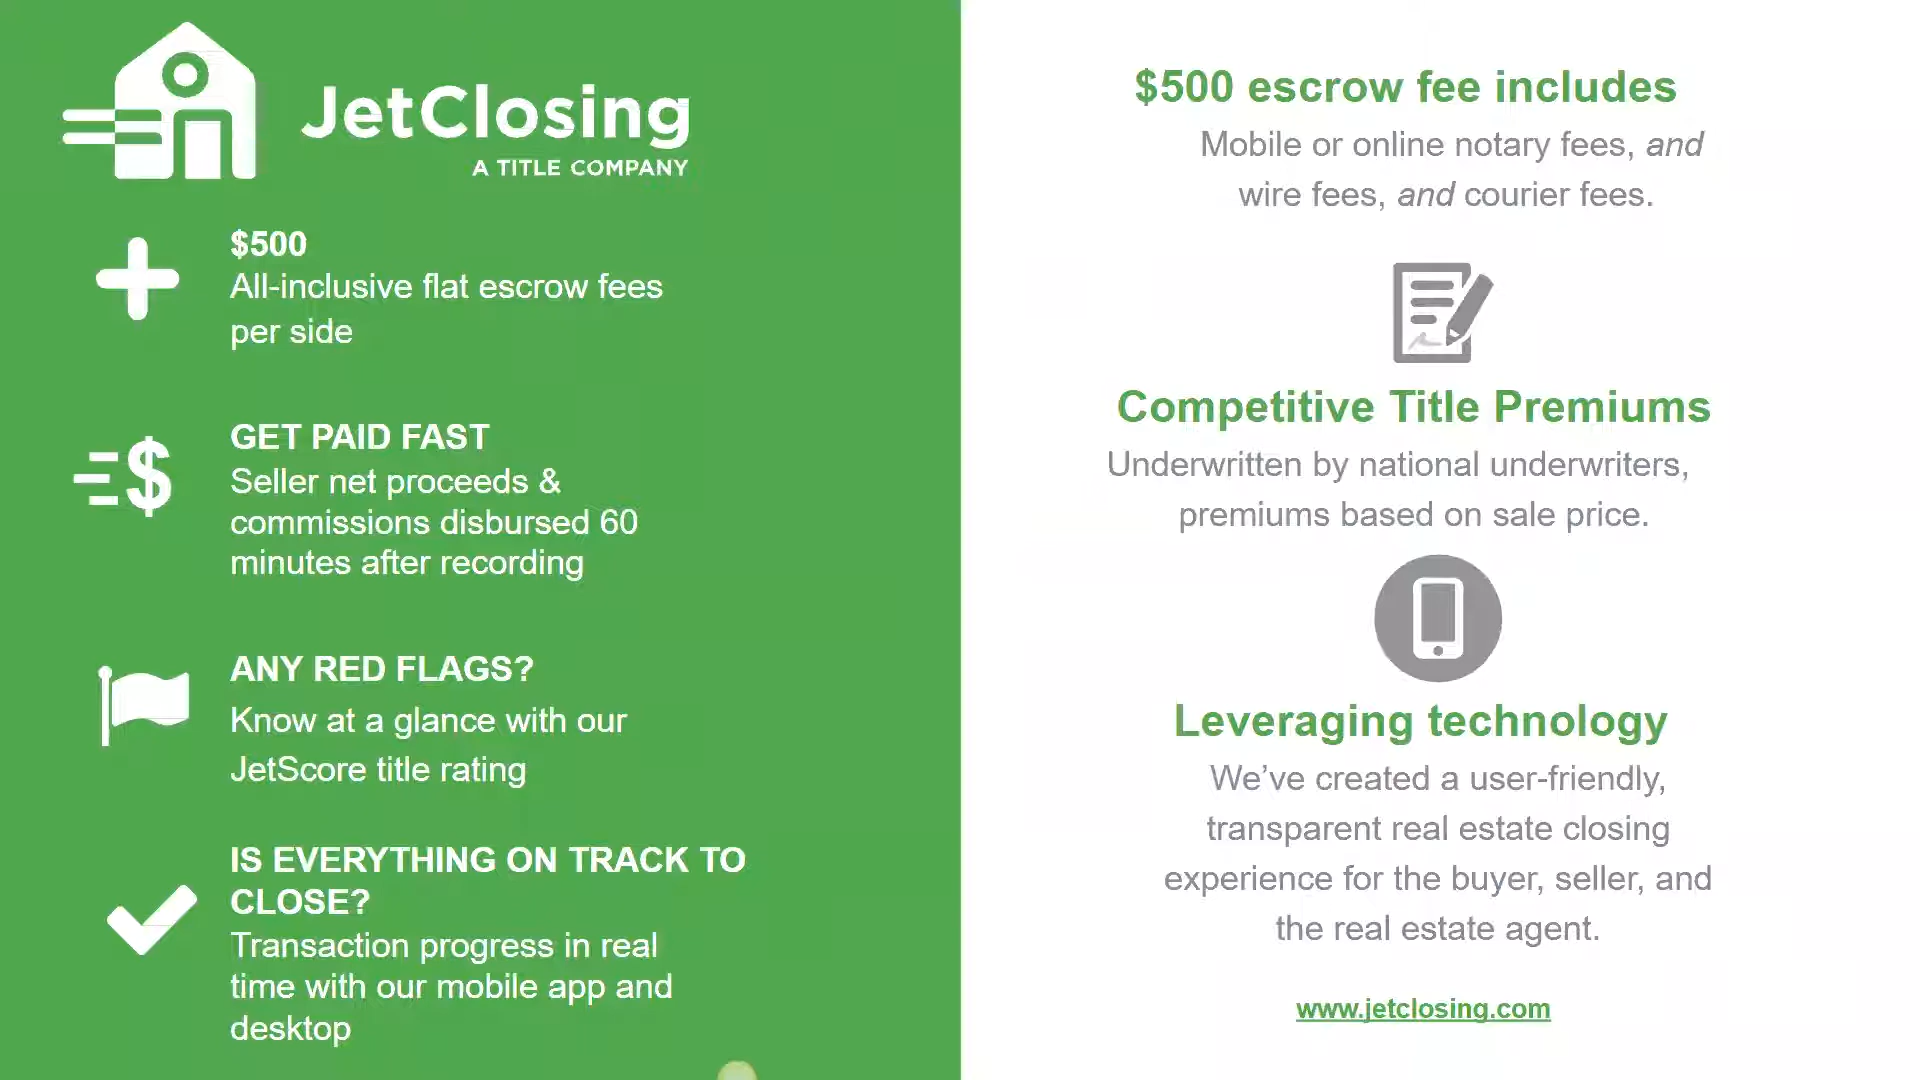 JetClosing
A TITLE COMPANY
$500
All-inclusive flat escrow fees
per side
GET PAID FAST
Seller net proceeds &
commissions disbursed 60
minutes after recording
ANY RED FLAGS?
Know at a glance with our
JetScore title rating
IS EVERYTHING ON TRACK TO
CLOSE?
Transaction progress in real
time with our mobile app and
desktop
$500 escrow fee includes
Mobile or online notary fees, and
wire fees, and courier fees.
Competitive Title Premiums
Underwritten by national underwriters,
premiums based on sale price.
Leveraging technology
We’ve created a user-friendly,
transparent real estate closing
experience for the buyer, seller, and
the real estate agent.
www.jetclosing.com